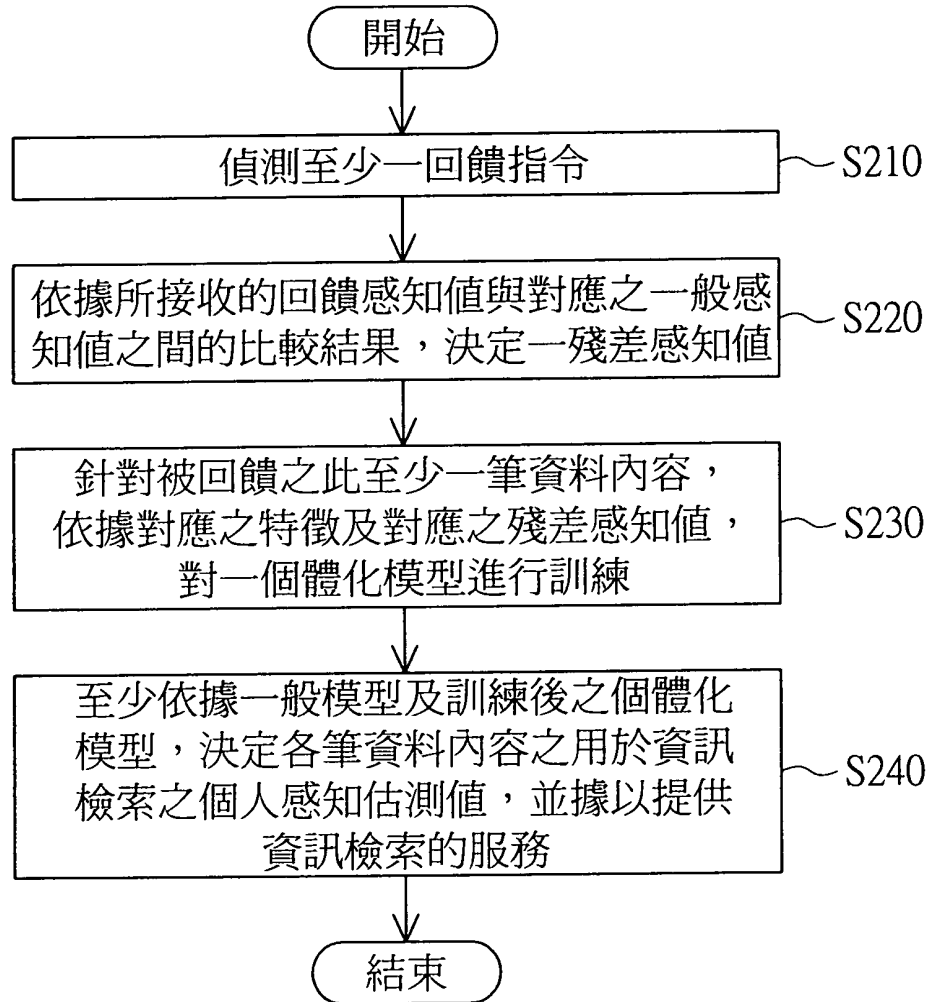 開始
偵測至少一回饋指令
S210
依據所接收的回饋感知值與對應之一般感
知值之間的比較結果，決定一殘差感知值
S220
針對被回饋之此至少一筆資料內容，
依據對應之特徵及對應之殘差感知值，
對一個體化模型進行訓練
S230
至少依據一般模型及訓練後之個體化
模型，決定各筆資料內容之用於資訊
檢索之個人感知估測值，並據以提供
資訊檢索的服務
S240
結束